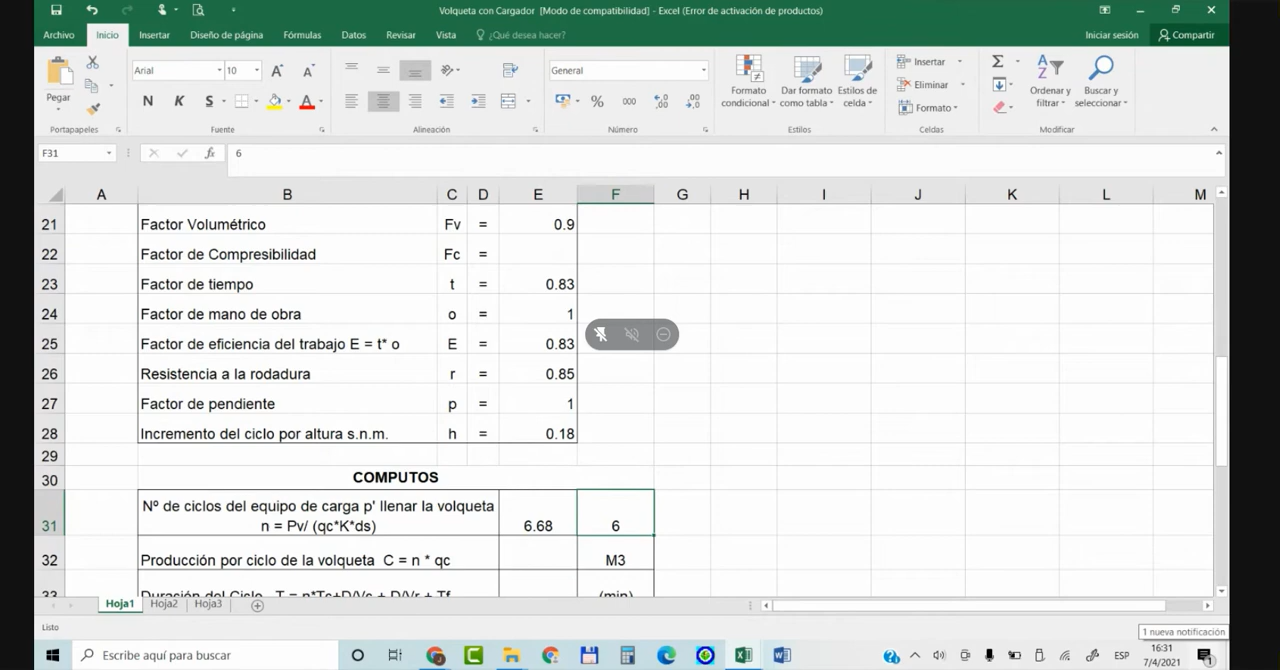 Volqueta con Cargador [Modo de compatibilidad] - Excel (Error de activación de productos)
Archivo Inicio Insertar Diseño de página Fórmulas Datos Revisar Vista ¿Qué desea hacer? Iniciar sesión Compartir
Pegar
Portapapeles
Arial 10
N K S
Fuente
Alineación
General
% 000
Número
Formato condicional
Dar formato como tabla
Estilos de celda
Estilos
Insertar
Eliminar
Formato
Celdas
Ordenar y filtrar
Buscar y seleccionar
Modificar
F31 fx 6
A B C D E F G H I J K L M
21 Factor Volumétrico Fv = 0.9
22 Factor de Compresibilidad Fc =
23 Factor de tiempo t = 0.83
24 Factor de mano de obra o = 1
25 Factor de eficiencia del trabajo E = t* o E = 0.83
26 Resistencia a la rodadura r = 0.85
27 Factor de pendiente p = 1
28 Incremento del ciclo por altura s.n.m. h = 0.18
29
30 COMPUTOS
Nº de ciclos del equipo de carga p' llenar la volqueta
31 n = Pv/ (qc*K*ds) 6.68 6
32 Producción por ciclo de la volqueta C = n * qc M3
33 Duración del Ciclo T = n*Tc+D/Vc + D/Vr + Tf (min)
Hoja1 Hoja2 Hoja3
Listo
1 nueva notificación
Escribe aquí para buscar
ESP
16:31
7/4/2021